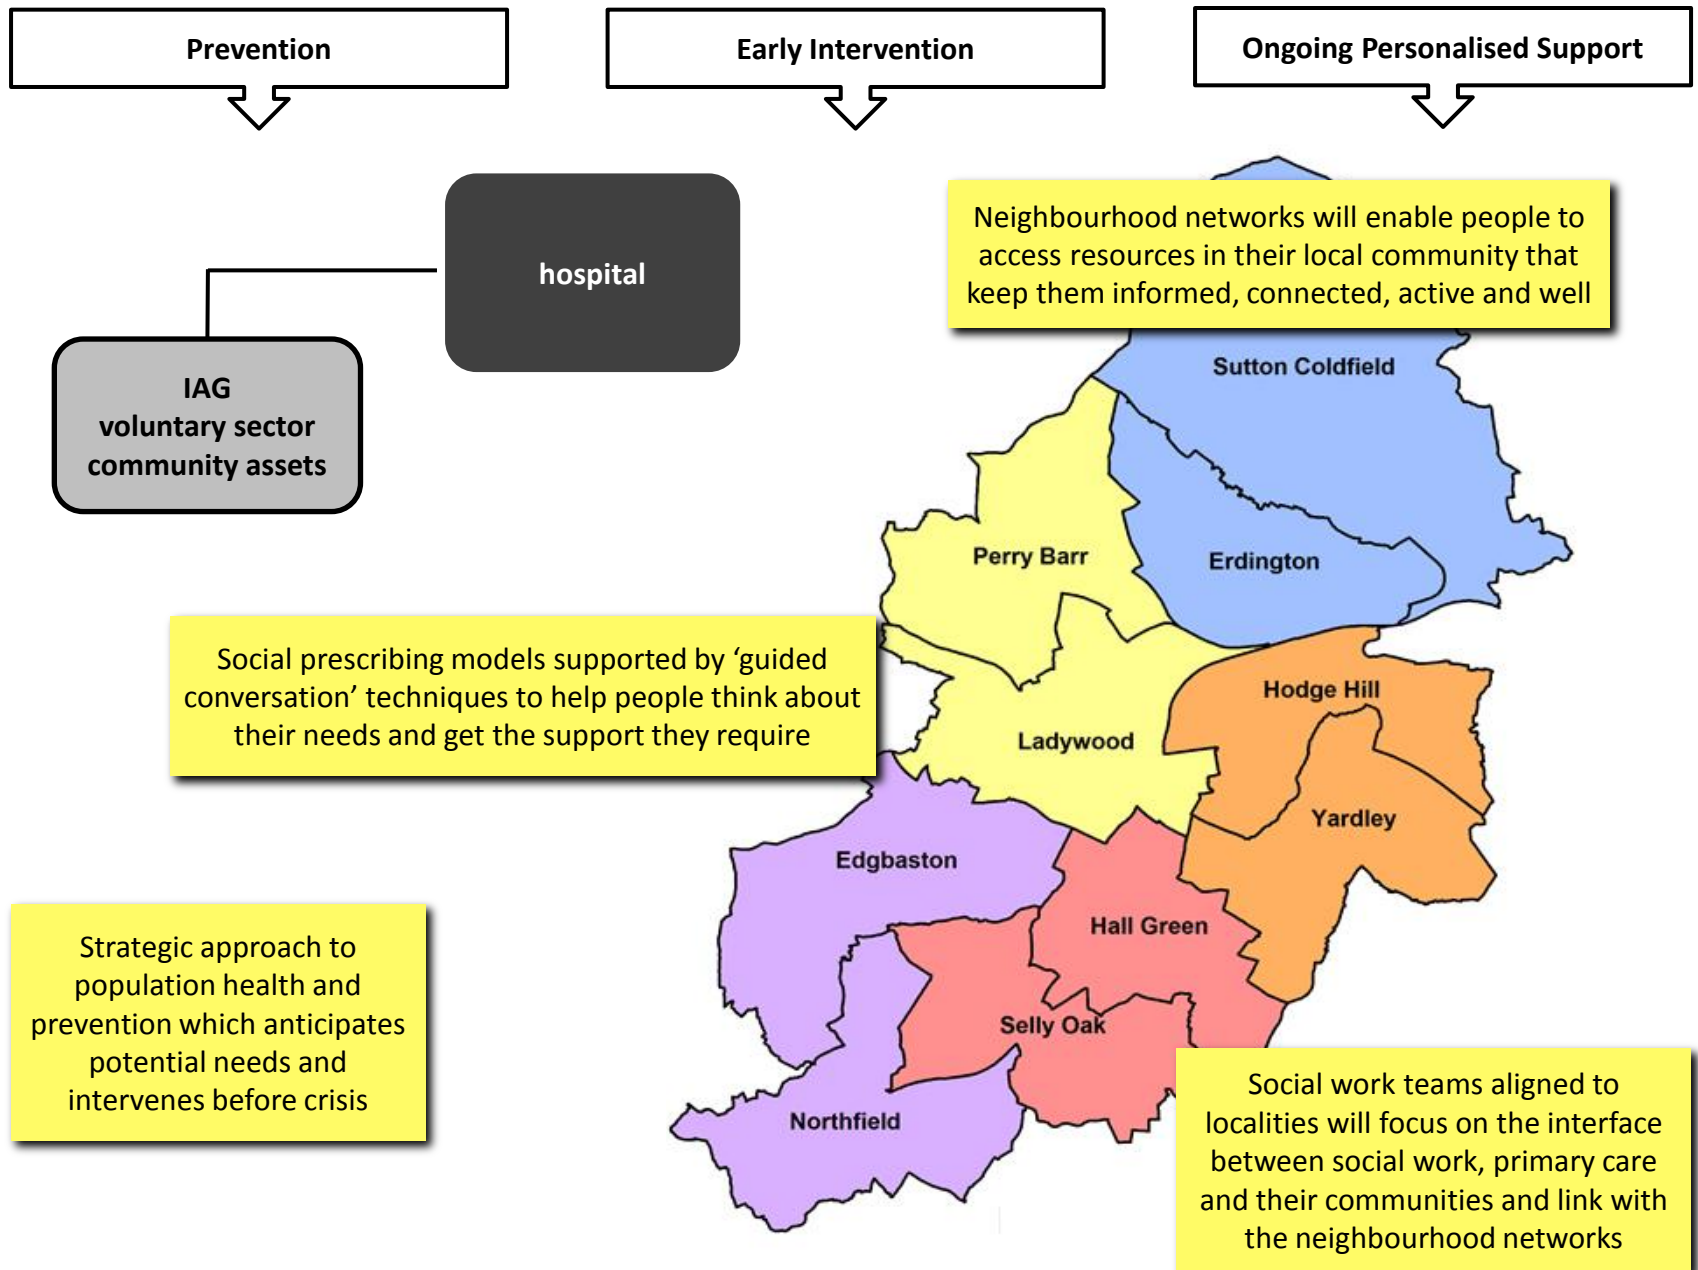 Prevention
Early Intervention
Ongoing Personalised Support
hospital
IAG
voluntary sector
community assets
Neighbourhood networks will enable people to
access resources in their local community that
keep them informed, connected, active and well
Sutton Coldfield
Perry Barr
Erdington
Social prescribing models supported by ‘guided
conversation’ techniques to help people think about
their needs and get the support they require
Hodge Hill
Ladywood
Yardley
Edgbaston
Hall Green
Strategic approach to
population health and
prevention which anticipates
potential needs and
intervenes before crisis
Selly Oak
Northfield
Social work teams aligned to
localities will focus on the interface
between social work, primary care
and their communities and link with
the neighbourhood networks